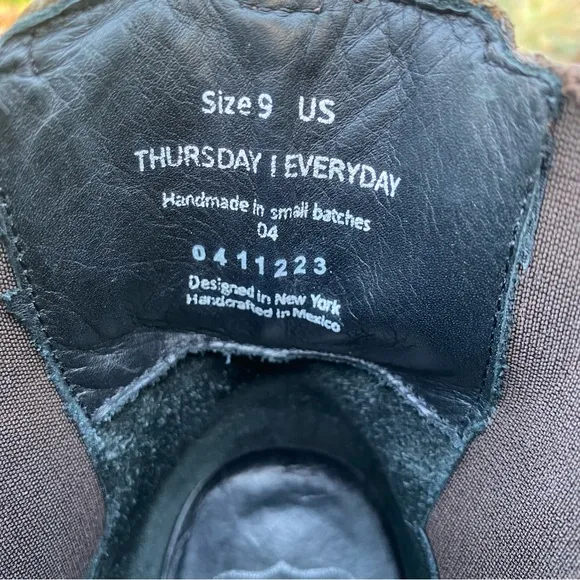 Size 9 US
THURSDAY | EVERYDAY
Handmade in small batches
04
0411223
Designed in New York
Handcrafted in Mexico